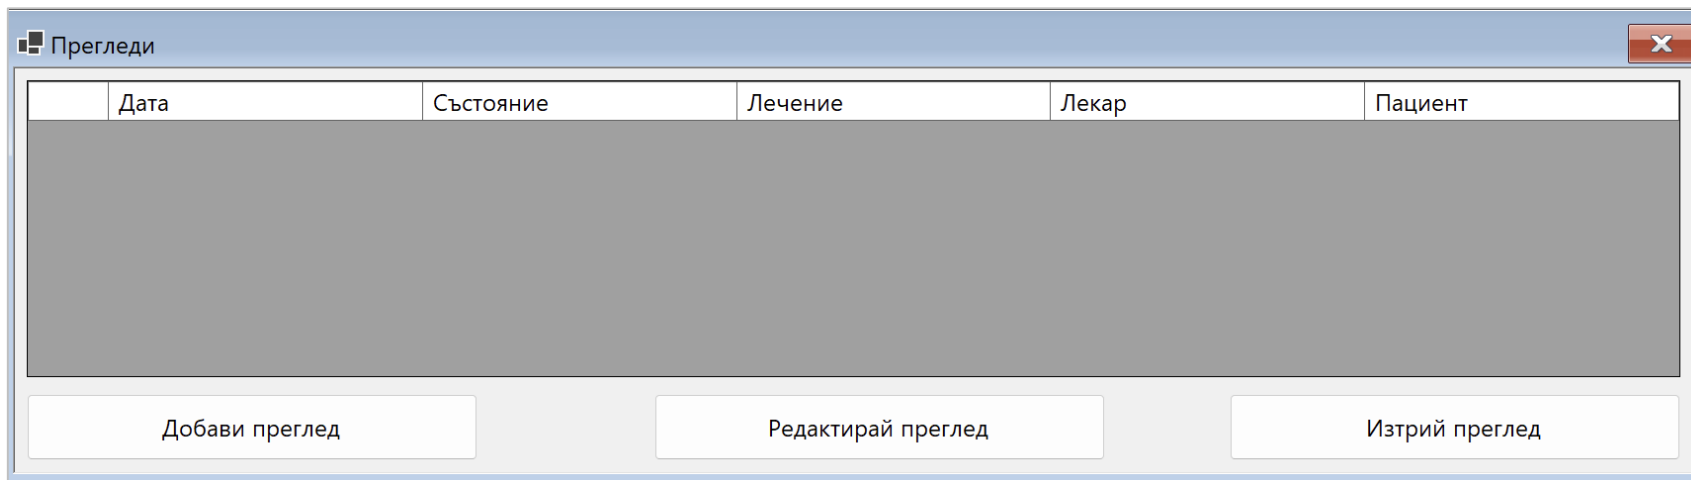 Прегледи
Дата Състояние Лечение Лекар Пациент
Добави преглед Редактирай преглед Изтрий преглед